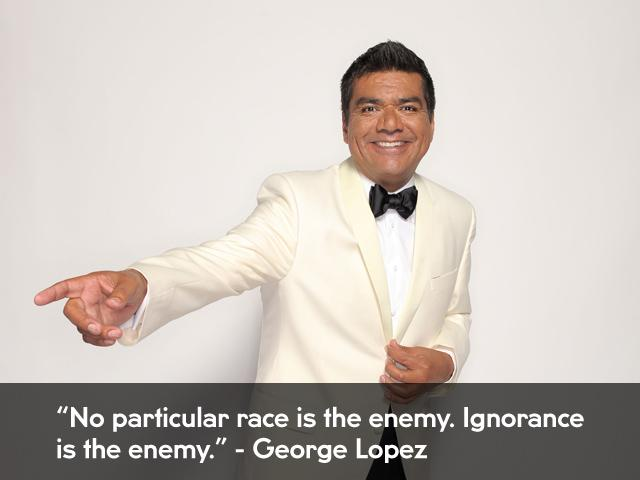 “No particular race is the enemy. Ignorance
is the enemy.” - George Lopez